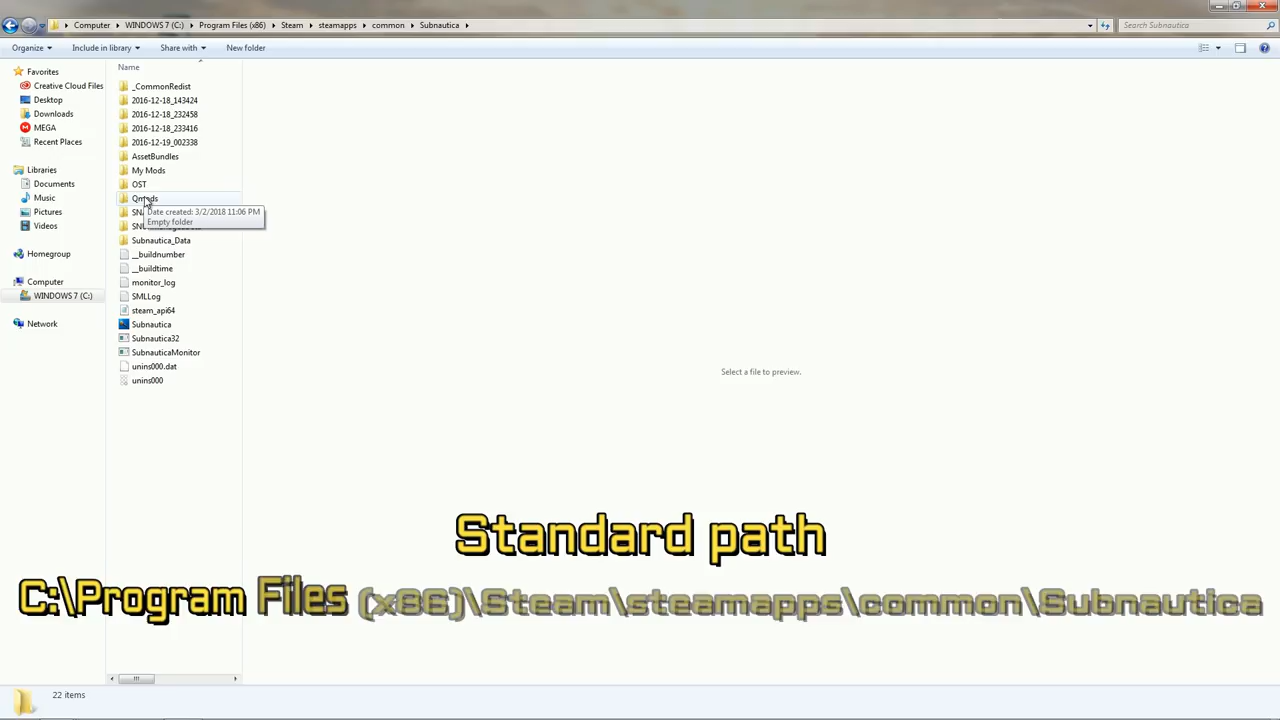 Computer ▸ WINDOWS 7 (C:) ▸ Program Files (x86) ▸ Steam ▸ steamapps ▸ common ▸ Subnautica ▸
Search Subnautica
Organize Include in library Share with New folder
Name
Favorites
Creative Cloud Files
Desktop
Downloads
MEGA
Recent Places
Libraries
Documents
Music
Pictures
Videos
Homegroup
Computer
WINDOWS 7 (C:)
Network
_CommonRedist
2016-12-18_143424
2016-12-18_232458
2016-12-18_233416
2016-12-19_002338
AssetBundles
My Mods
OST
Qmods
Date created: 3/2/2018 11:06 PM
Empty folder
Subnautica_Data
__buildnumber
__buildtime
monitor_log
SMLLog
steam_api64
Subnautica
Subnautica32
SubnauticaMonitor
unins000.dat
unins000
Select a file to preview.
Standard path
C:\Program Files (x86)\Steam\steamapps\common\Subnautica
22 items